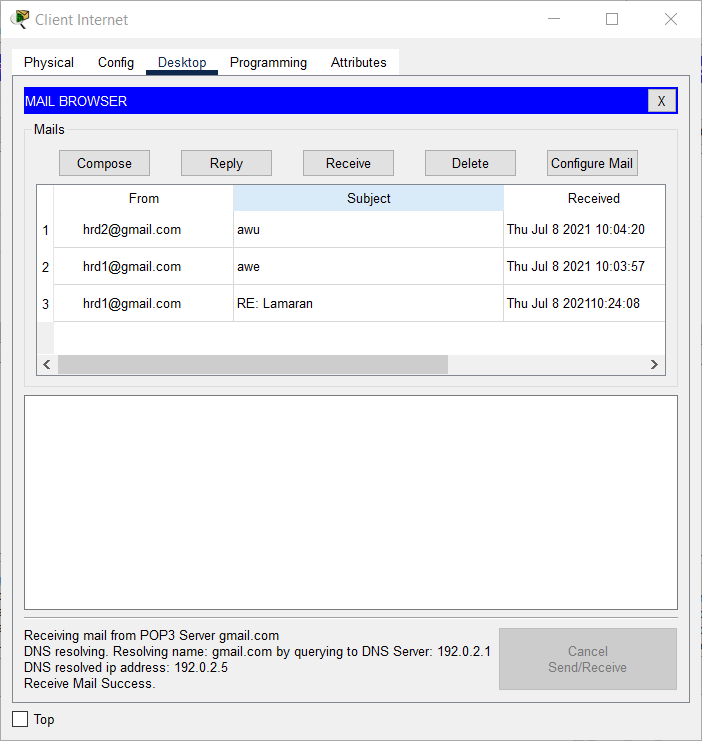 Client Internet
Physical Config Desktop Programming Attributes
MAIL BROWSER X
Mails
Compose Reply Receive Delete Configure Mail
From Subject Received
1 hrd2@gmail.com awu Thu Jul 8 2021 10:04:20
2 hrd1@gmail.com awe Thu Jul 8 2021 10:03:57
3 hrd1@gmail.com RE: Lamaran Thu Jul 8 202110:24:08
Receiving mail from POP3 Server gmail.com
DNS resolving. Resolving name: gmail.com by querying to DNS Server: 192.0.2.1
DNS resolved ip address: 192.0.2.5
Receive Mail Success.
Cancel
Send/Receive
Top